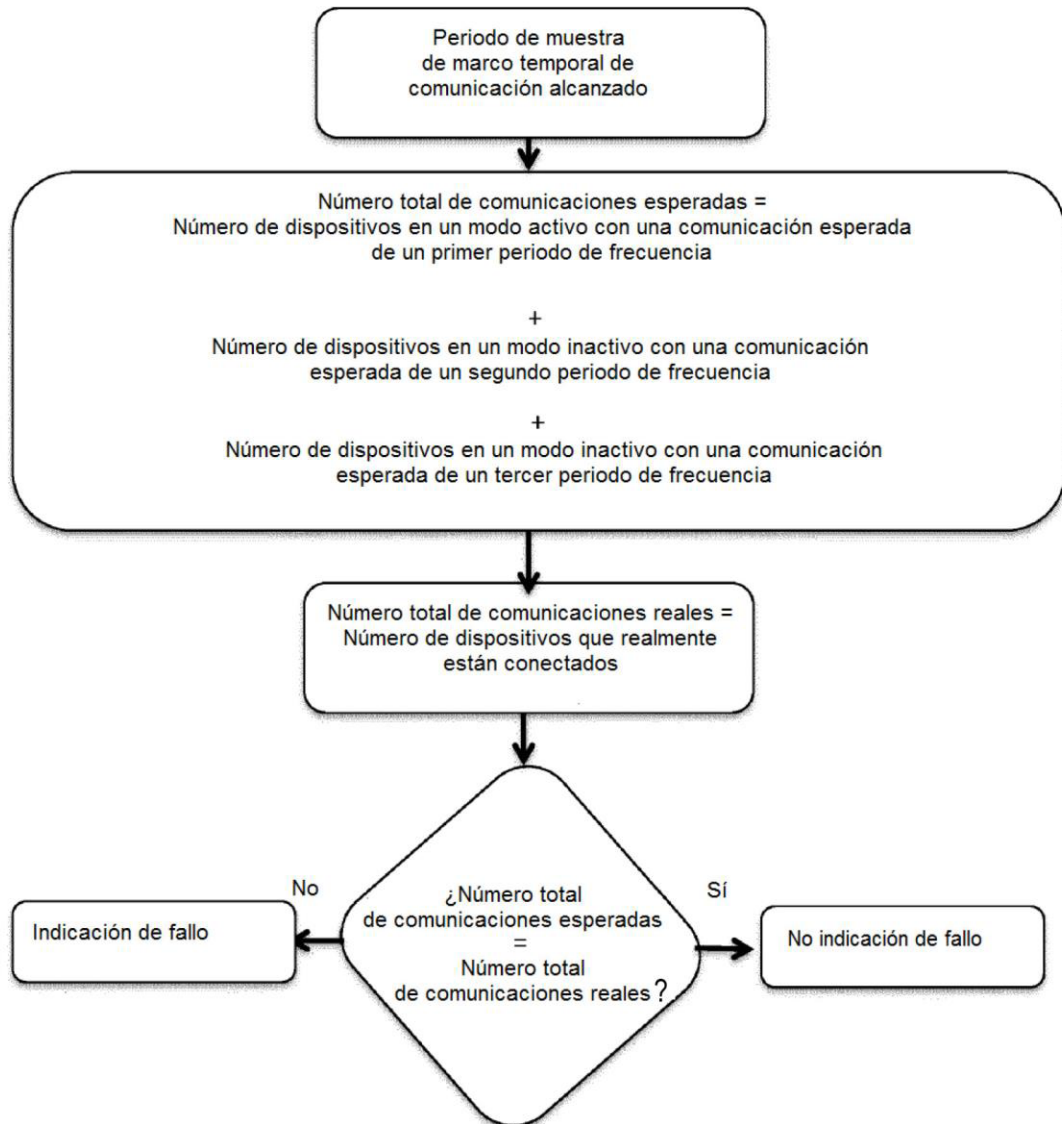 Periodo de muestra
de marco temporal de
comunicación alcanzado
Número total de comunicaciones esperadas =
Número de dispositivos en un modo activo con una comunicación esperada
de un primer periodo de frecuencia
+
Número de dispositivos en un modo inactivo con una comunicación
esperada de un segundo periodo de frecuencia
+
Número de dispositivos en un modo inactivo con una comunicación
esperada de un tercer periodo de frecuencia
Número total de comunicaciones reales =
Número de dispositivos que realmente
están conectados
No
Sí
¿Número total
de comunicaciones esperadas
=
Número total
de comunicaciones reales?
Indicación de fallo
No indicación de fallo